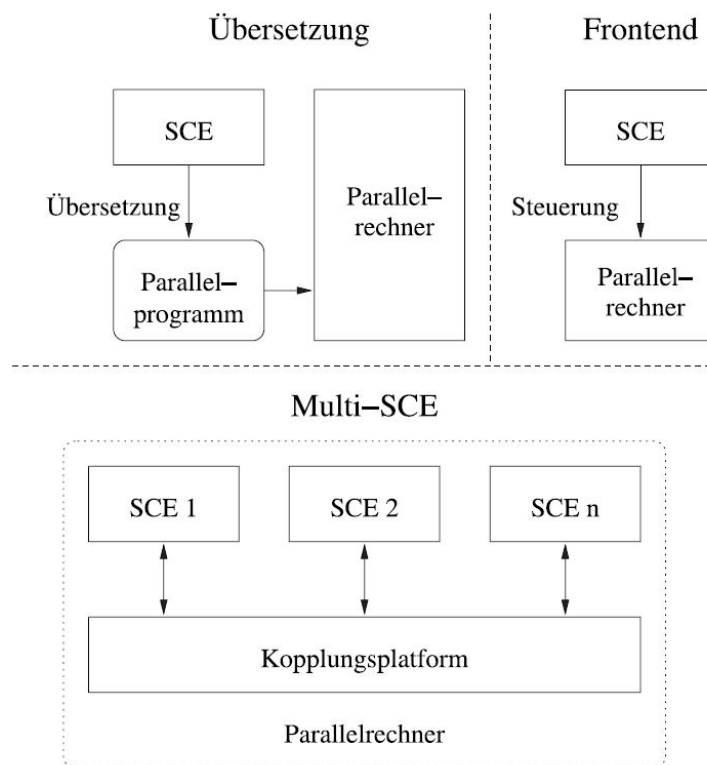 Übersetzung
SCE
Übersetzung
Parallel–
programm
Parallel–
rechner
Frontend
SCE
Steuerung
Parallel–
rechner
Multi–SCE
SCE 1
SCE 2
SCE n
Kopplungsplatform
Parallelrechner